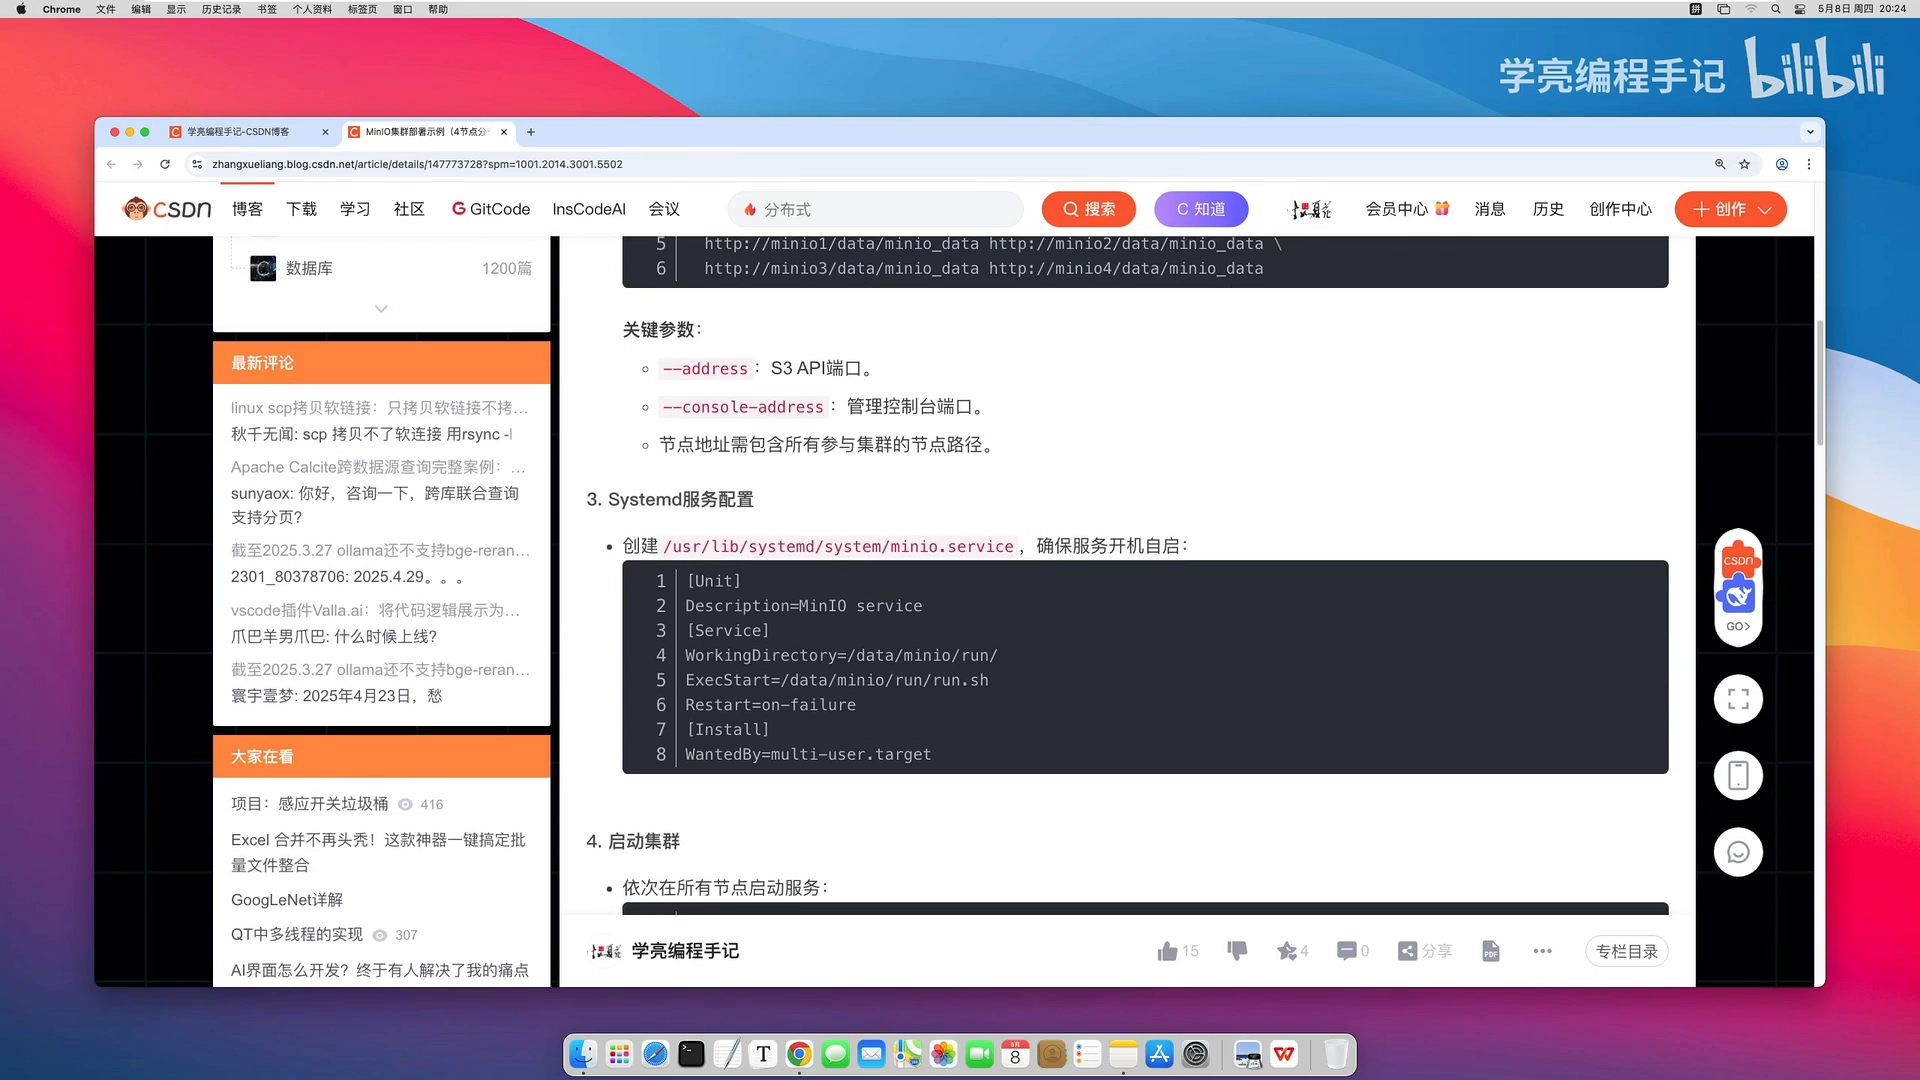 Chrome 文件 编辑 显示 历史记录 书签 个人资料 标签页 窗口 帮助
拼 5月8日 周四 20:24
学亮编程手记 bilibili
学亮编程手记-CSDN博客
MinIO集群部署示例（4节点分
zhangxueliang.blog.csdn.net/article/details/147773728?spm=1001.2014.3001.5502
CSDN 博客 下载 学习 社区 GitCode InsCodeAI 会议 分布式 搜索 C 知道 会员中心 消息 历史 创作中心 创作
数据库 1200篇
最新评论
linux scp拷贝软链接：只拷贝软链接不拷…
秋千无闻: scp 拷贝不了软连接 用rsync -l
Apache Calcite跨数据源查询完整案例：…
sunyaox: 你好，咨询一下，跨库联合查询
支持分页?
截至2025.3.27 ollama还不支持bge-reran…
2301_80378706: 2025.4.29。。。
vscode插件Valla.ai：将代码逻辑展示为…
爪巴羊男爪巴: 什么时候上线?
截至2025.3.27 ollama还不支持bge-reran…
寰宇壹梦: 2025年4月23日，愁
大家在看
项目：感应开关垃圾桶 416
Excel 合并不再头秃！这款神器一键搞定批
量文件整合
GoogLeNet详解
QT中多线程的实现 307
AI界面怎么开发？终于有人解决了我的痛点
5 http://minio1/data/minio_data http://minio2/data/minio_data \
6 http://minio3/data/minio_data http://minio4/data/minio_data
关键参数：
--address：S3 API端口。
--console-address：管理控制台端口。
节点地址需包含所有参与集群的节点路径。
3. Systemd服务配置
创建 /usr/lib/systemd/system/minio.service，确保服务开机自启：
1 [Unit]
2 Description=MinIO service
3 [Service]
4 WorkingDirectory=/data/minio/run/
5 ExecStart=/data/minio/run/run.sh
6 Restart=on-failure
7 [Install]
8 WantedBy=multi-user.target
4. 启动集群
依次在所有节点启动服务：
学亮编程手记 15 4 0 分享 PDF 专栏目录
CSDN
GO>
5月
8